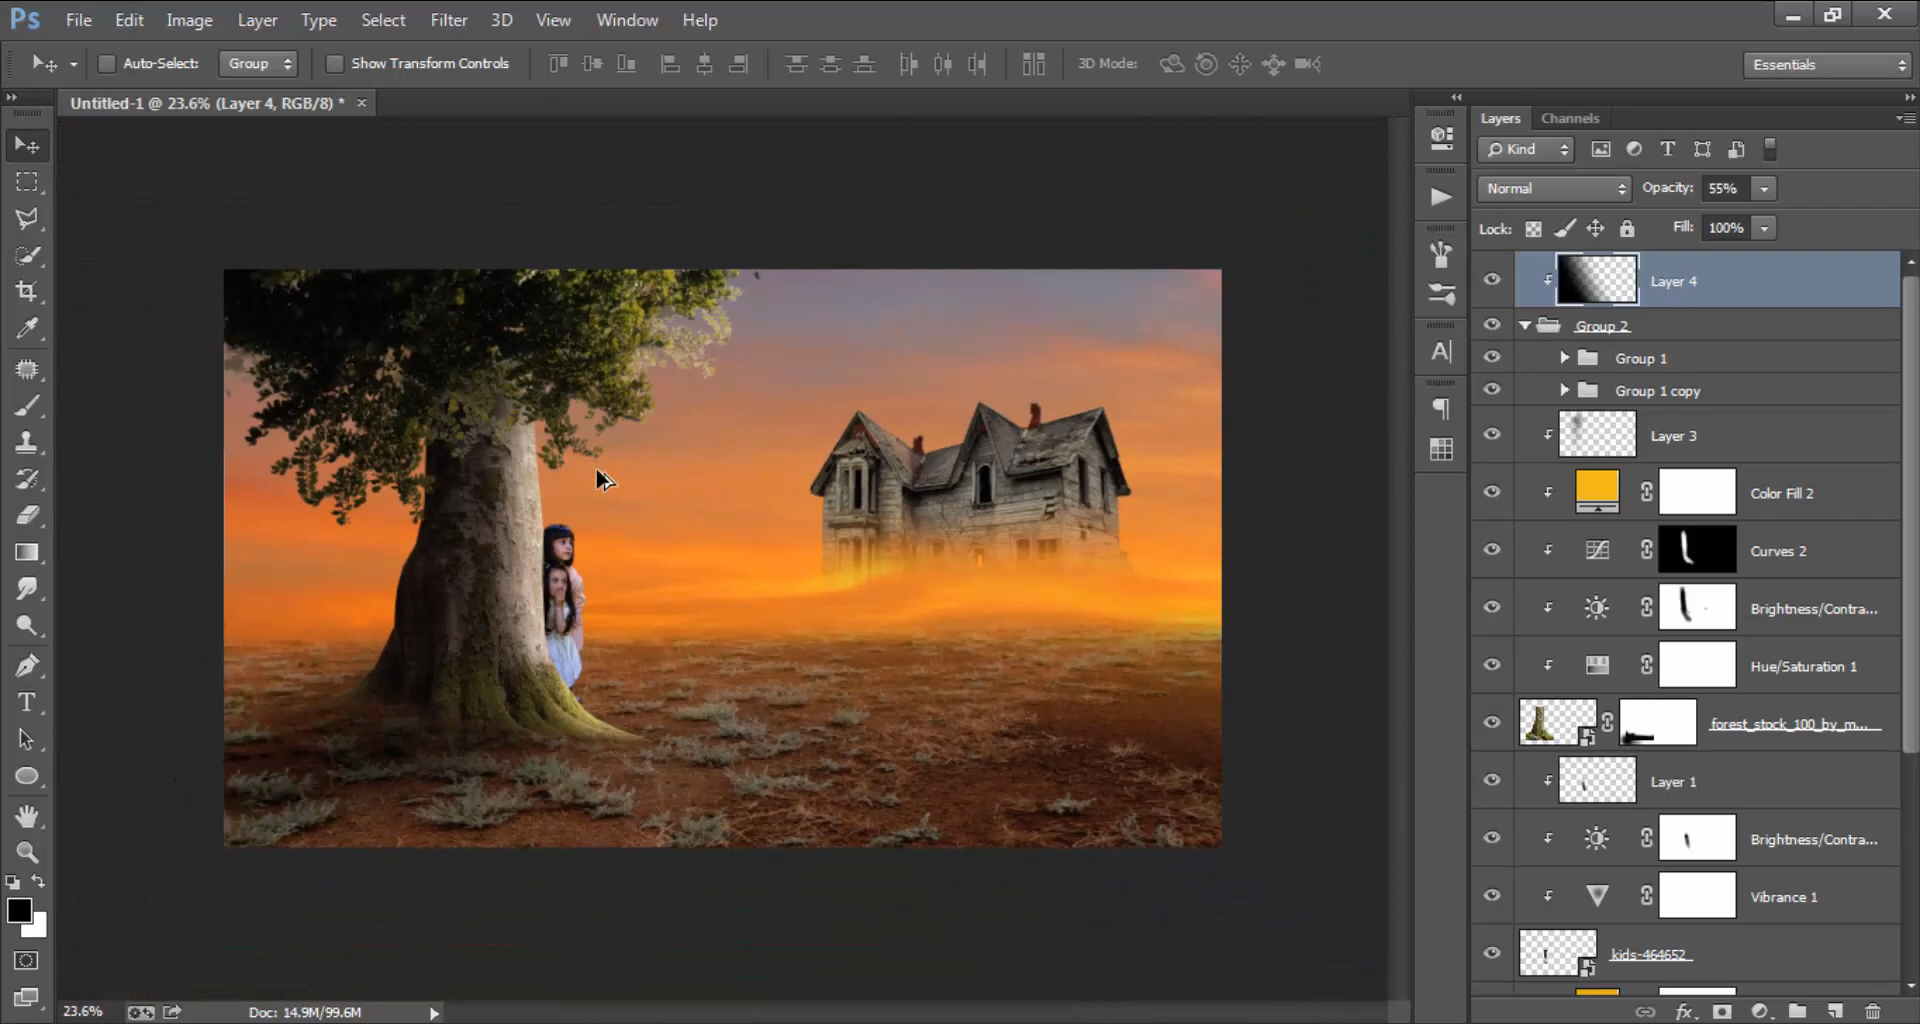 Ps File Edit Image Layer Type Select Filter 3D View Window Help
Auto-Select: Group Show Transform Controls 3D Mode: Essentials
Untitled-1 @ 23.6% (Layer 4, RGB/8) * ×
Layers Channels
Kind
Normal Opacity: 55%
Lock: Fill: 100%
Layer 4
Group 2
Group 1
Group 1 copy
Layer 3
Color Fill 2
Curves 2
Brightness/Contra...
Hue/Saturation 1
forest_stock_100_by_m...
Layer 1
Brightness/Contra...
Vibrance 1
kids-464652
23.6% Doc: 14.9M/99.6M